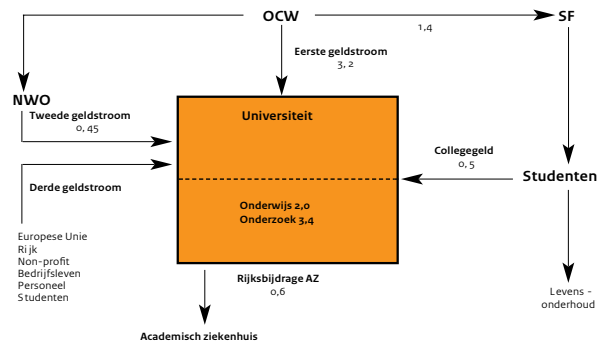 OCW
SF
1,4
Eerste geldstroom
3, 2
NWO
Tweede geldstroom
0, 45
Universiteit
Collegegeld
0, 5
Studenten
Derde geldstroom
Onderwijs 2,0
Onderzoek 3,4
Europese Unie
Rijk
Non-profit
Bedrijfsleven
Personeel
Studenten
Rijksbijdrage AZ
0,6
Levens -
onderhoud
Academisch ziekenhuis